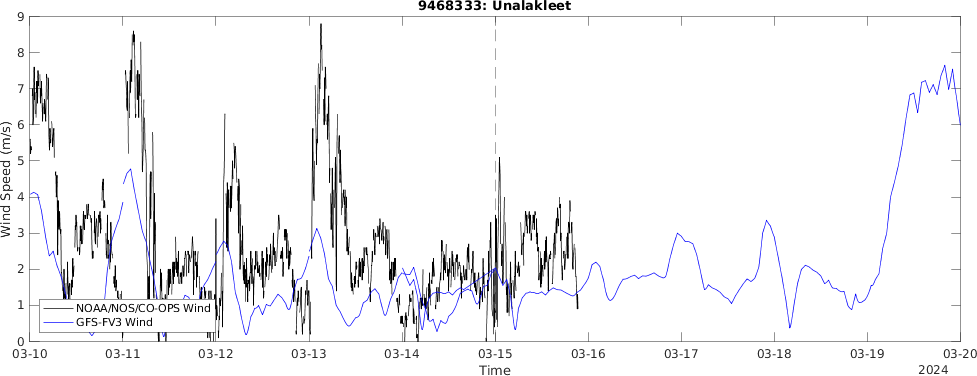 9468333: Unalakleet
Wind Speed (m/s)
9
8
7
6
5
4
3
2
1
0
NOAA/NOS/CO-OPS Wind
GFS-FV3 Wind
03-10 03-11 03-12 03-13 03-14 03-15 03-16 03-17 03-18 03-19 03-20
Time
2024